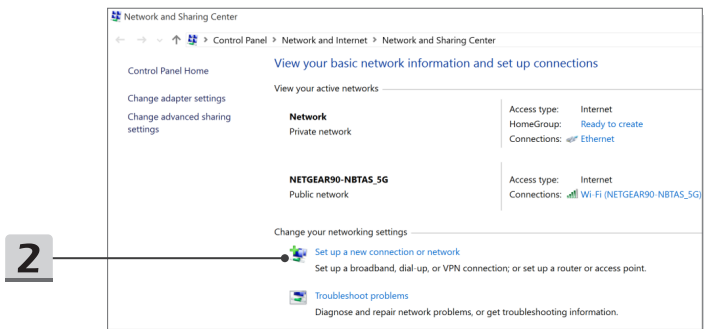 Network and Sharing Center
Control Panel > Network and Internet > Network and Sharing Center
Control Panel Home
Change adapter settings
Change advanced sharing
settings
View your basic network information and set up connections
View your active networks
Network
Private network
Access type: Internet
HomeGroup: Ready to create
Connections: Ethernet
NETGEAR90-NBTAS_5G
Public network
Access type: Internet
Connections: Wi-Fi (NETGEAR90-NBTAS_5G)
Change your networking settings
2
Set up a new connection or network
Set up a broadband, dial-up, or VPN connection; or set up a router or access point.
Troubleshoot problems
Diagnose and repair network problems, or get troubleshooting information.